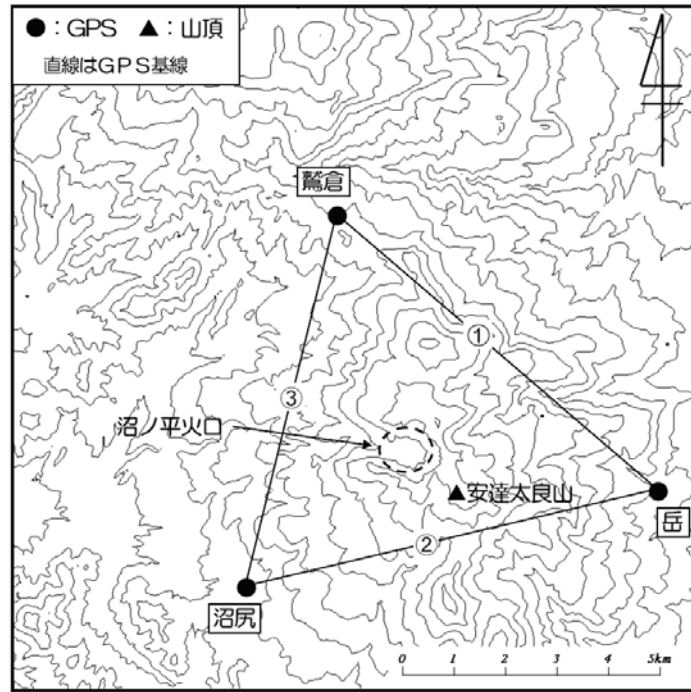 ●：GPS ▲：山頂
直線はGPS基線
鷲倉
①
③
沼ノ平火口
▲安達太良山
岳
②
沼尻
0 1 2 3 4 5km